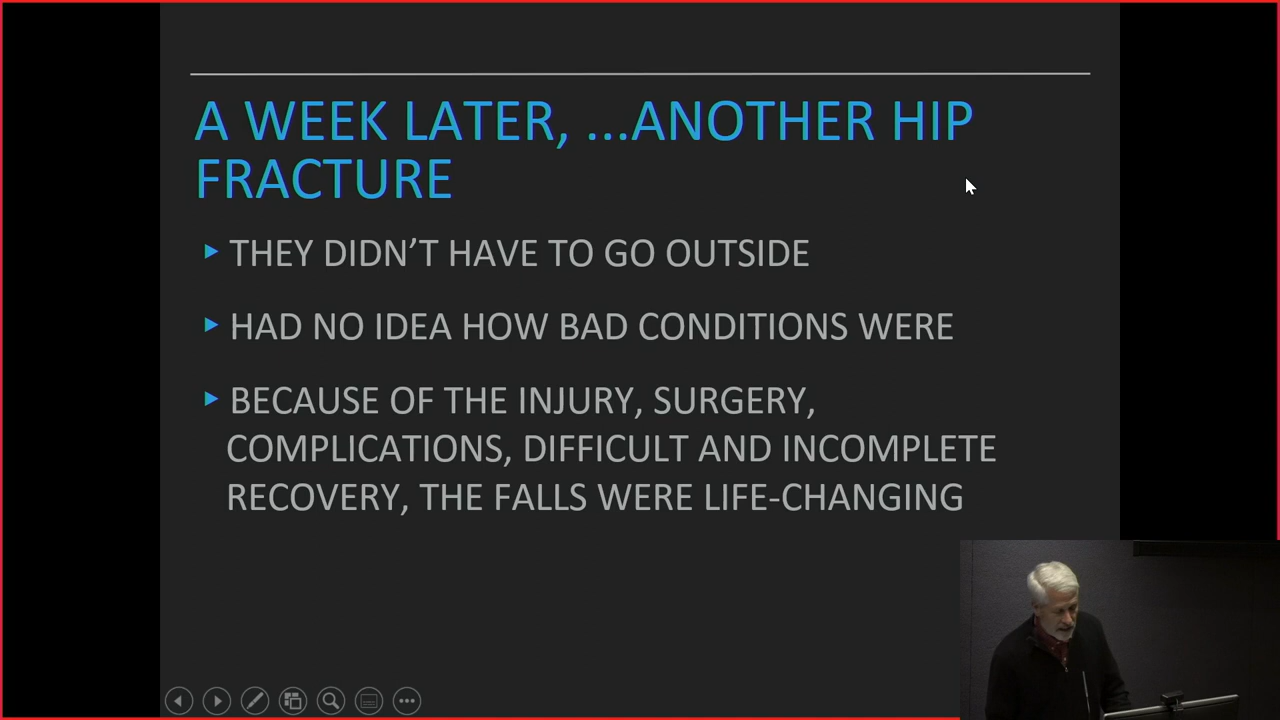 A WEEK LATER, ...ANOTHER HIP
FRACTURE
THEY DIDN’T HAVE TO GO OUTSIDE
HAD NO IDEA HOW BAD CONDITIONS WERE
BECAUSE OF THE INJURY, SURGERY,
COMPLICATIONS, DIFFICULT AND INCOMPLETE
RECOVERY, THE FALLS WERE LIFE-CHANGING